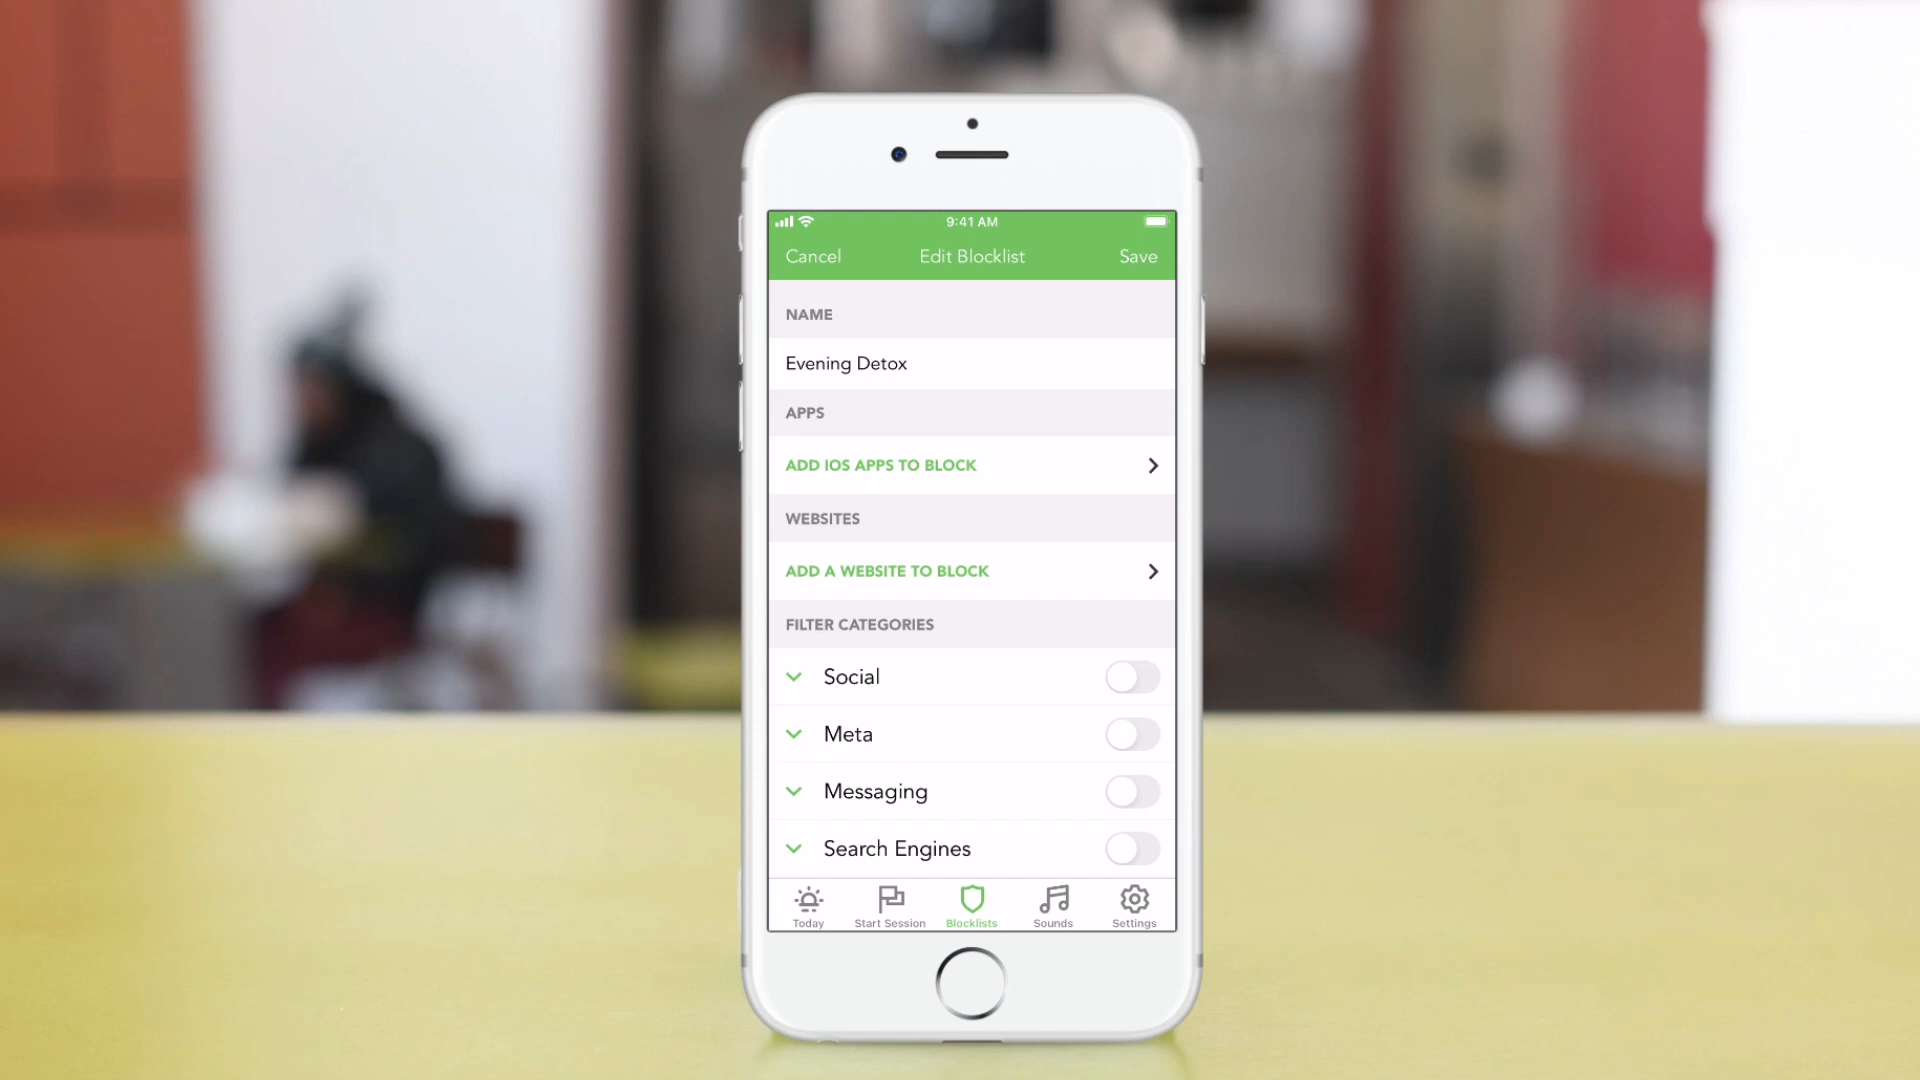 9:41 AM
Cancel Edit Blocklist Save
NAME
Evening Detox
APPS
ADD IOS APPS TO BLOCK
WEBSITES
ADD A WEBSITE TO BLOCK
FILTER CATEGORIES
Social
Meta
Messaging
Search Engines
Today Start Session Blocklists Sounds Settings